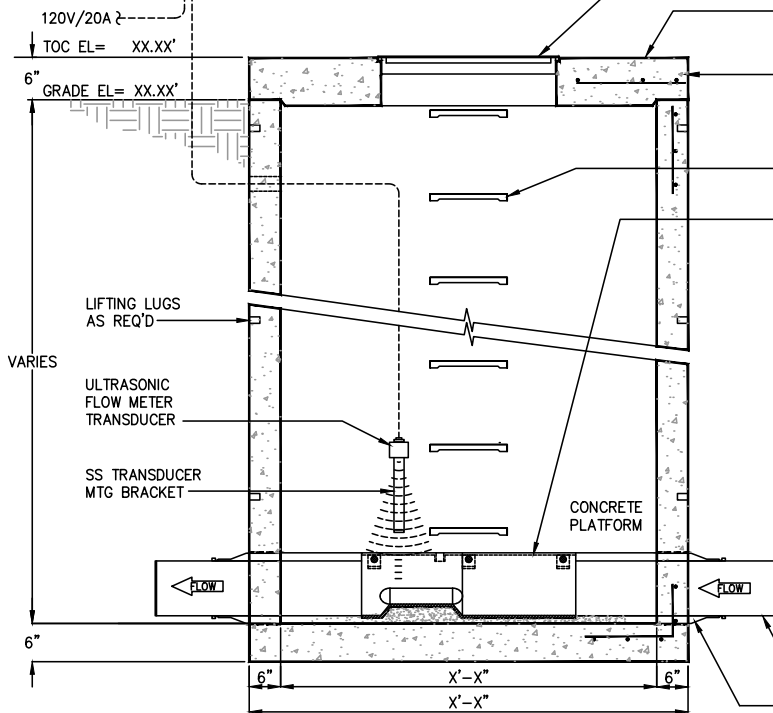 120V/20A
TOC EL= XX.XX'
6"
GRADE EL= XX.XX'
LIFTING LUGS
AS REQ'D
VARIES
ULTRASONIC
FLOW METER
TRANSDUCER
SS TRANSDUCER
MTG BRACKET
CONCRETE
PLATFORM
FLOW
FLOW
6"
6"
X'-X"
6"
X'-X"